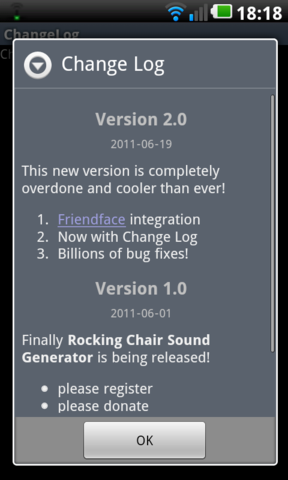 18:18
ChangeLog
Change Log
Version 2.0
2011-06-19
This new version is completely
overdone and cooler than ever!
1. Friendface integration
2. Now with Change Log
3. Billions of bug fixes!
Version 1.0
2011-06-01
Finally Rocking Chair Sound
Generator is being released!
• please register
• please donate
OK